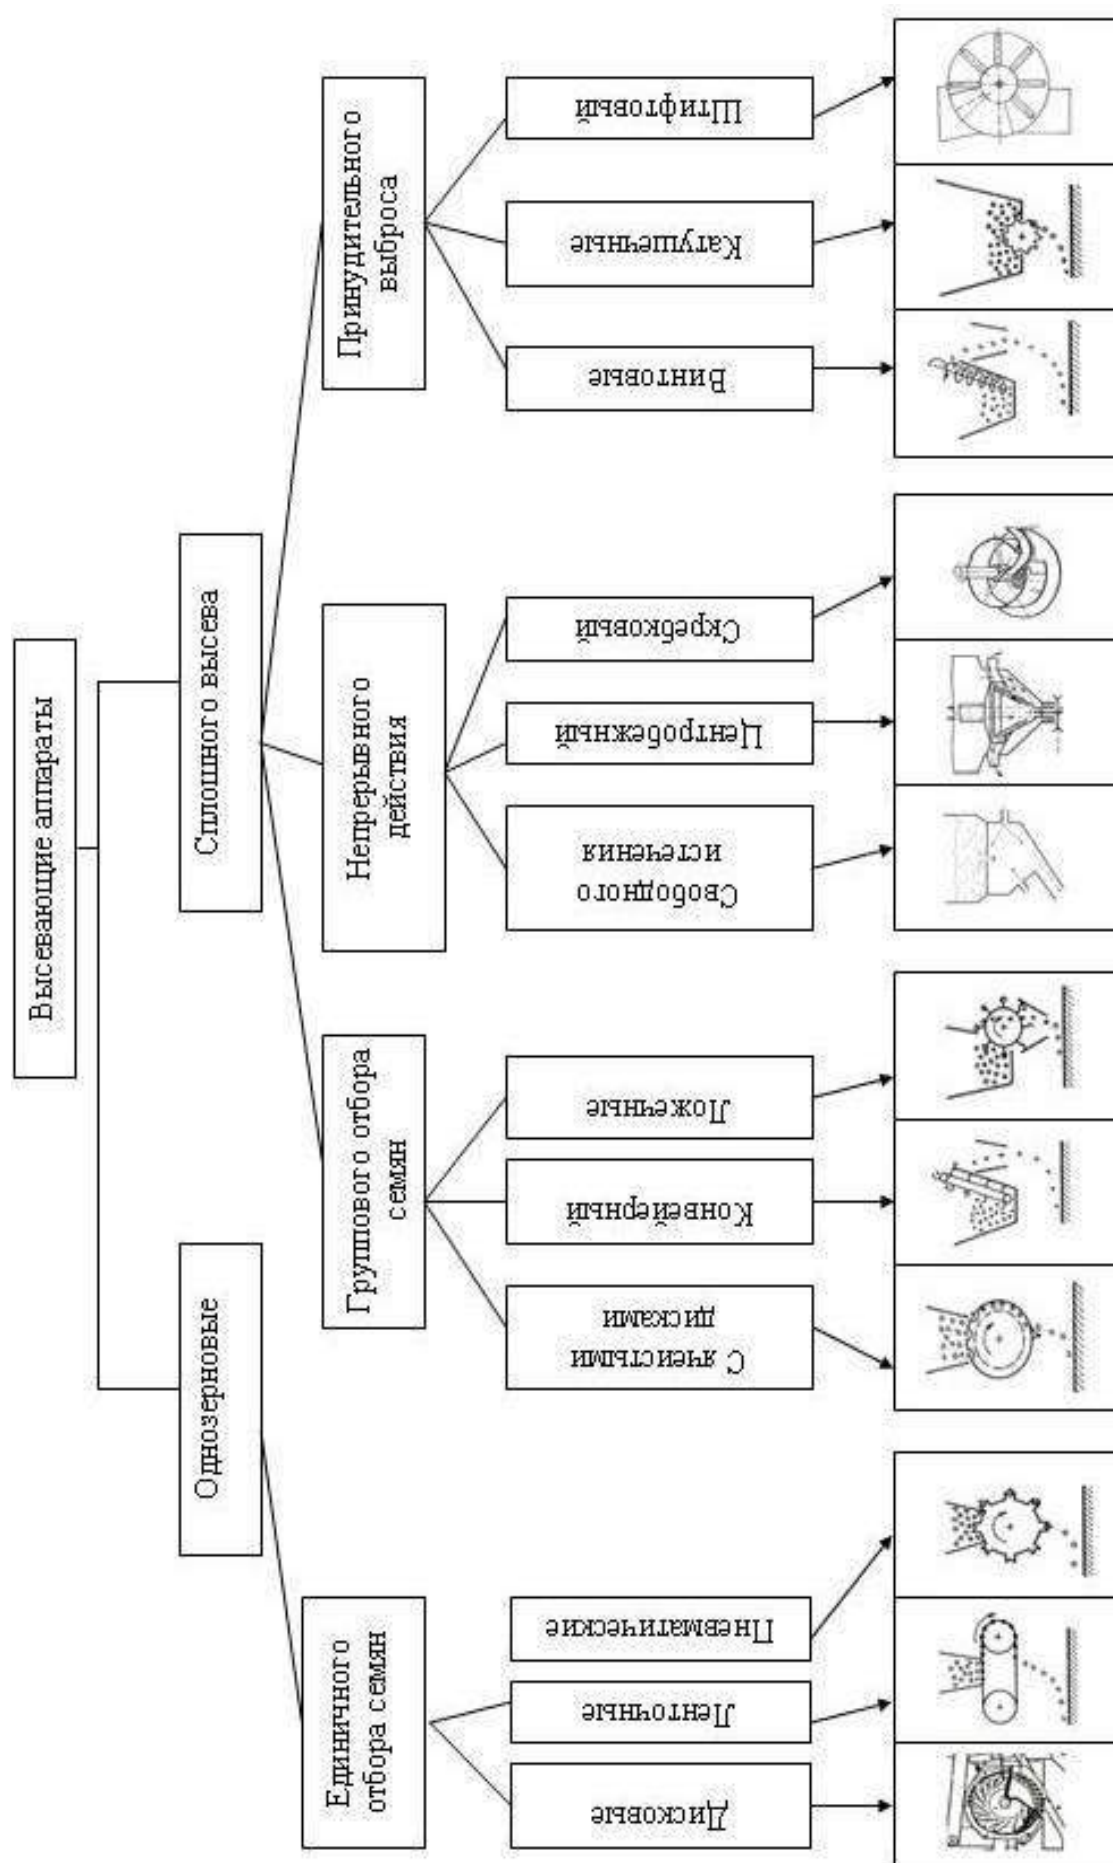 Высевающие аппараты
Однозерновые
Сплошного высева
Единичного
отбора семян
Группового отбора
семян
Непрерывного
действия
Принудительного
выброса
Дисковые
Ленточные
Пневматические
С ячеистыми
дисками
Конвейерный
Ложечные
Свободного
истечения
Центробежный
Скребковый
Винтовые
Катушечные
Штифтовый